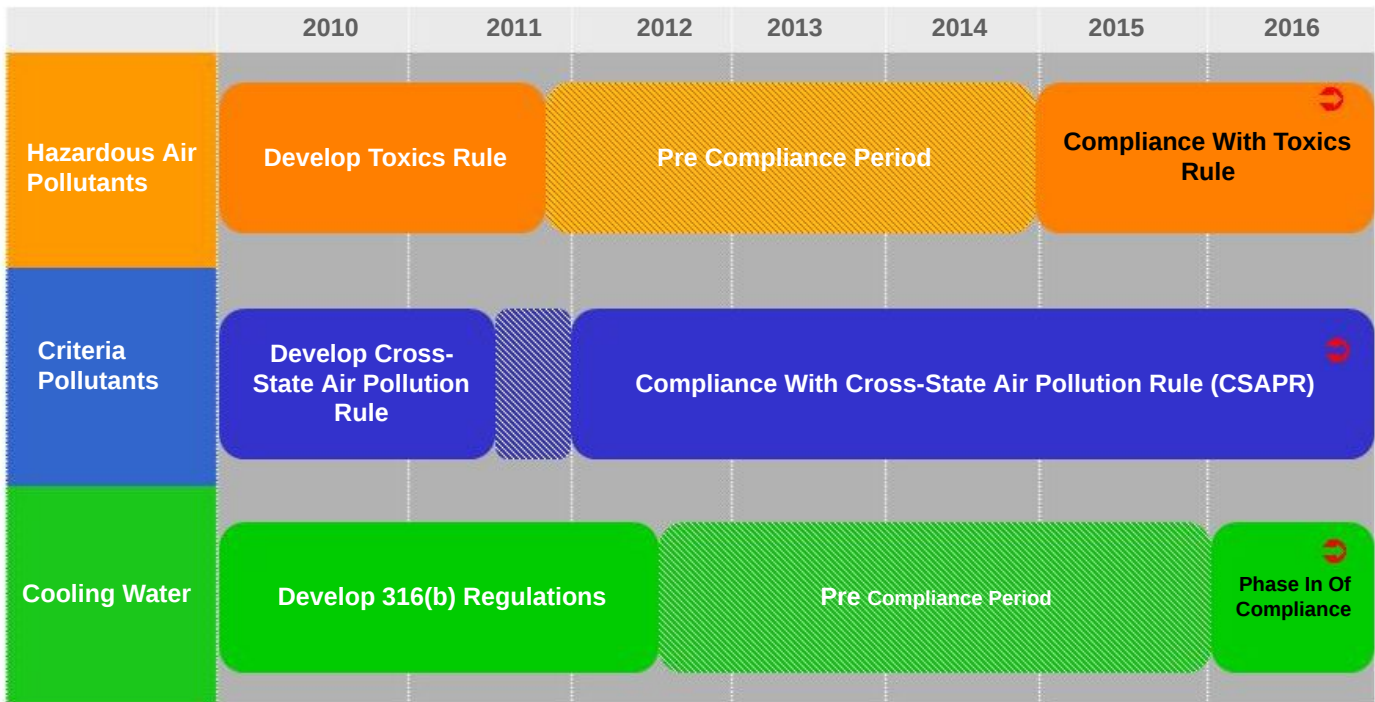 2010 2011 2012 2013 2014 2015 2016
Hazardous Air
Pollutants
Develop Toxics Rule
Pre Compliance Period
Compliance With Toxics
Rule
Criteria
Pollutants
Develop Cross-
State Air Pollution
Rule
Compliance With Cross-State Air Pollution Rule (CSAPR)
Cooling Water
Develop 316(b) Regulations
Pre Compliance Period
Phase In Of
Compliance